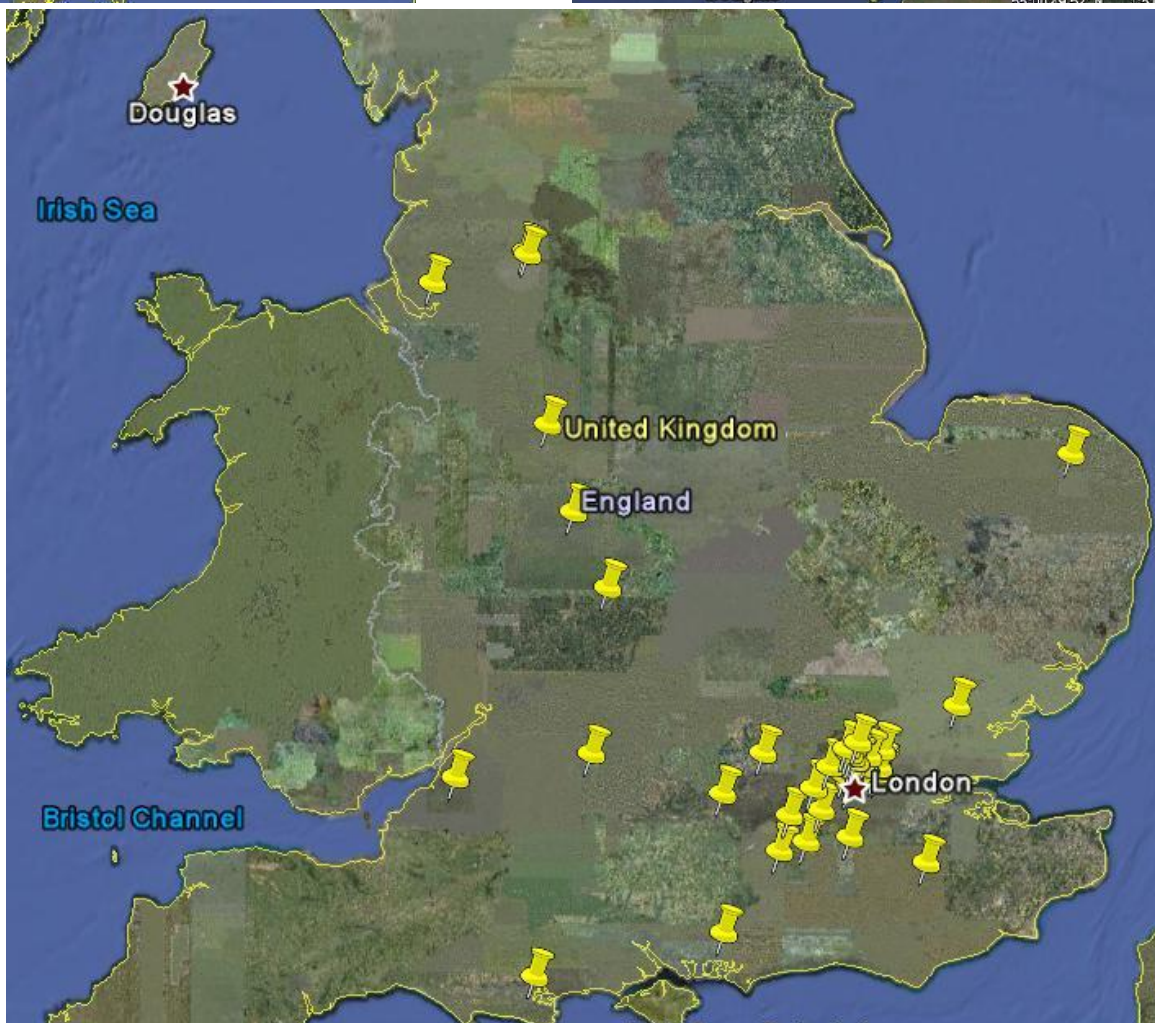 Douglas
Irish Sea
United Kingdom
England
London
Bristol Channel